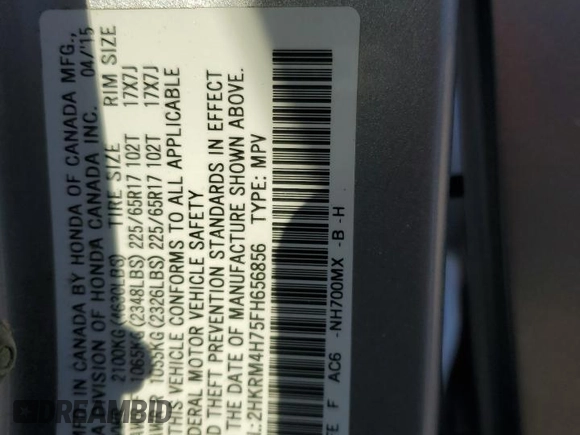 MFD IN CANADA BY HONDA OF CANADA MFG.,
A DIVISION OF HONDA CANADA INC. 04/'15
2100KG (4630LBS) TIRE SIZE RIM SIZE
1065KG (2348LBS) 225/65R17 102T 17X7J
1055KG (2326LBS) 225/65R17 102T 17X7J
THIS VEHICLE CONFORMS TO ALL APPLICABLE
FEDERAL MOTOR VEHICLE SAFETY
AND THEFT PREVENTION STANDARDS IN EFFECT
THE DATE OF MANUFACTURE SHOWN ABOVE.
2HKRM4H75FH656856 TYPE: MPV
F AC6 -NH700MX -B -H
DREAMBID